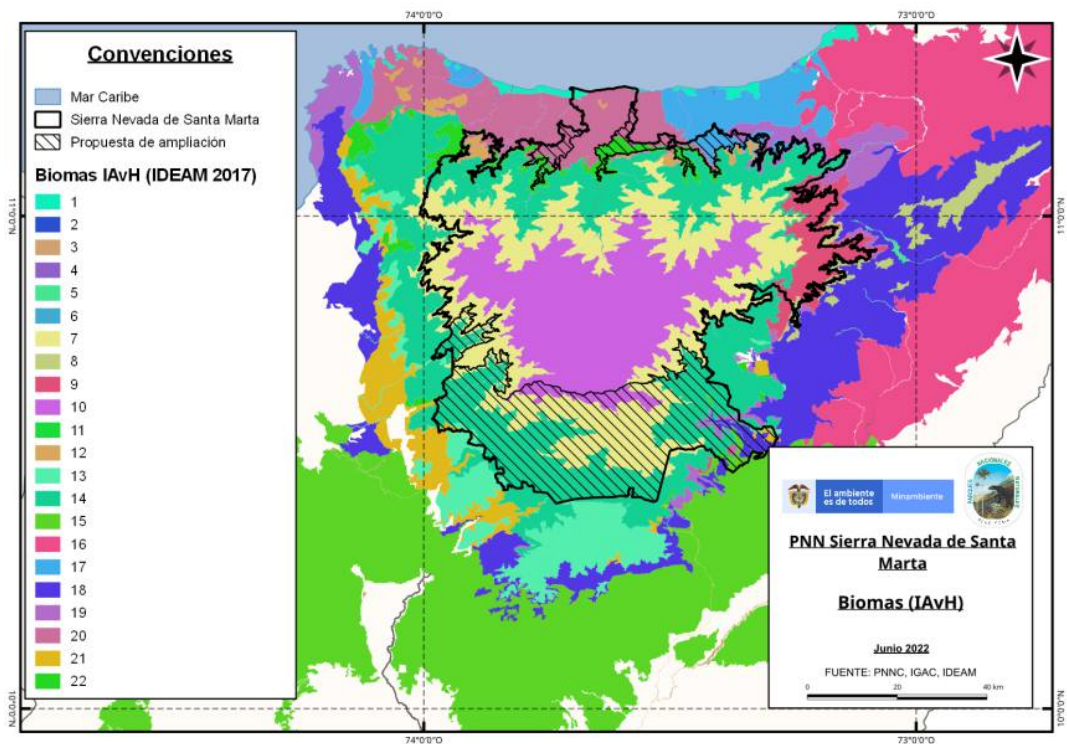 74°0'0"O
73°0'0"O
Convenciones
Mar Caribe
Sierra Nevada de Santa Marta
Propuesta de ampliación
Biomas IAvH (IDEAM 2017)
1
2
3
4
5
6
7
8
9
10
11
12
13
14
15
16
17
18
19
20
21
22
11°0'0"N
11°0'0"N
El ambiente
es de todos
Minambiente
PNN Sierra Nevada de Santa
Marta
Biomas (IAvH)
Junio 2022
FUENTE: PNNC, IGAC, IDEAM
0 20 40 km
10°0'0"N
10°0'0"N
74°0'0"O
73°0'0"O